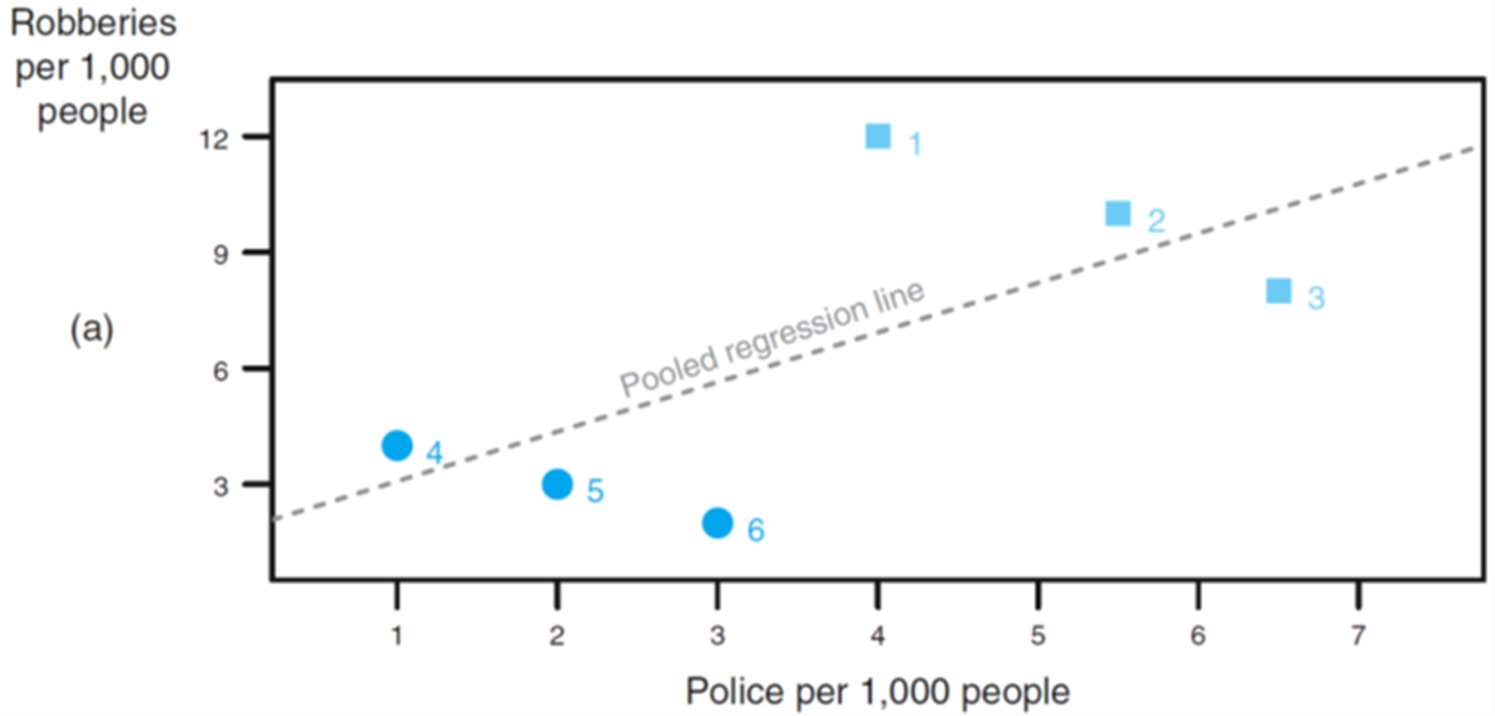 Robberies
per 1,000
people
12
9
6
3
(a)
1
2
3
Pooled regression line
4
5
6
1 2 3 4 5 6 7
Police per 1,000 people